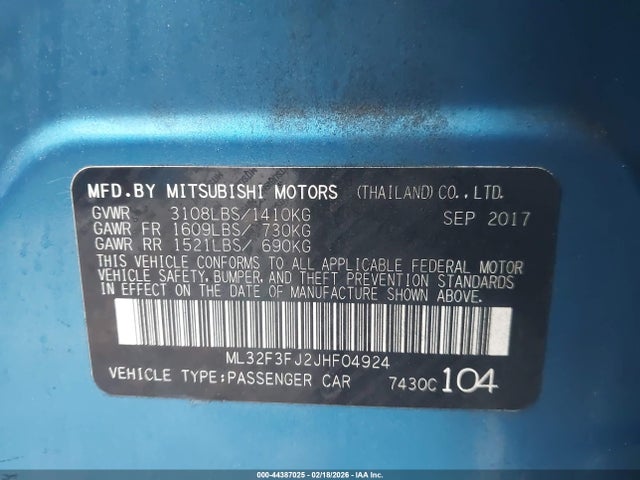 MFD.BY MITSUBISHI MOTORS (THAILAND)CO.,LTD.
GVWR 3108LBS/1410KG SEP 2017
GAWR FR 1609LBS/ 730KG
GAWR RR 1521LBS/ 690KG
THIS VEHICLE CONFORMS TO ALL APPLICABLE FEDERAL MOTOR
VEHICLE SAFETY, BUMPER, AND THEFT PREVENTION STANDARDS
IN EFFECT ON THE DATE OF MANUFACTURE SHOWN ABOVE.
ML32F3FJ2JHF04924
VEHICLE TYPE:PASSENGER CAR 7430C 104
000-44387025 - 02/18/2026 - IAA Inc.